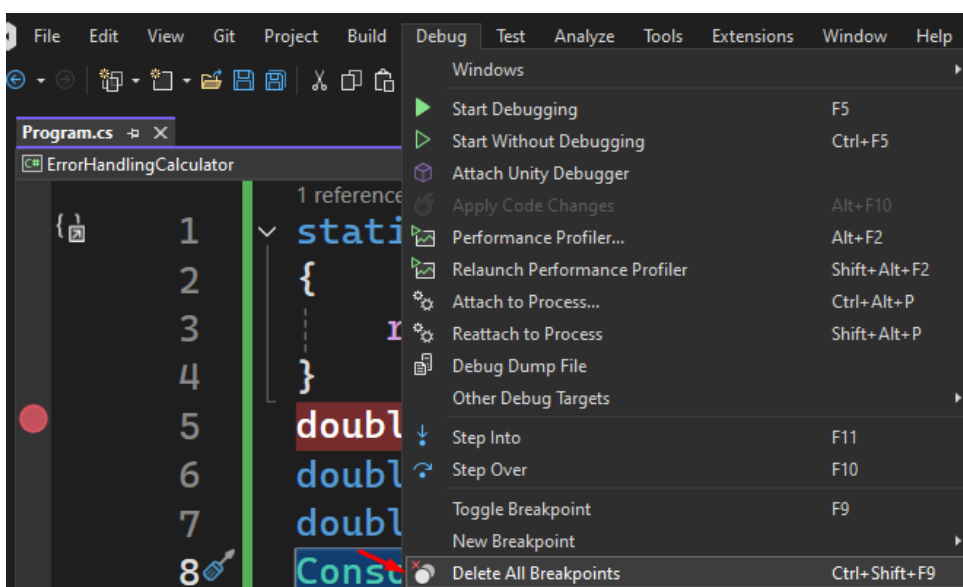 File Edit View Git Project Build Debug Test Analyze Tools Extensions Window Help
Windows
Start Debugging F5
Program.cs
Start Without Debugging Ctrl+F5
C# ErrorHandlingCalculator
Attach Unity Debugger
1 reference
Apply Code Changes Alt+F10
1 stati
Performance Profiler... Alt+F2
2 {
Relaunch Performance Profiler Shift+Alt+F2
Attach to Process... Ctrl+Alt+P
3 r
Reattach to Process Shift+Alt+P
4 }
Debug Dump File
Other Debug Targets
5 doubl
Step Into F11
6 doubl
Step Over F10
7 doubl
Toggle Breakpoint F9
New Breakpoint
8 Conso
Delete All Breakpoints Ctrl+Shift+F9